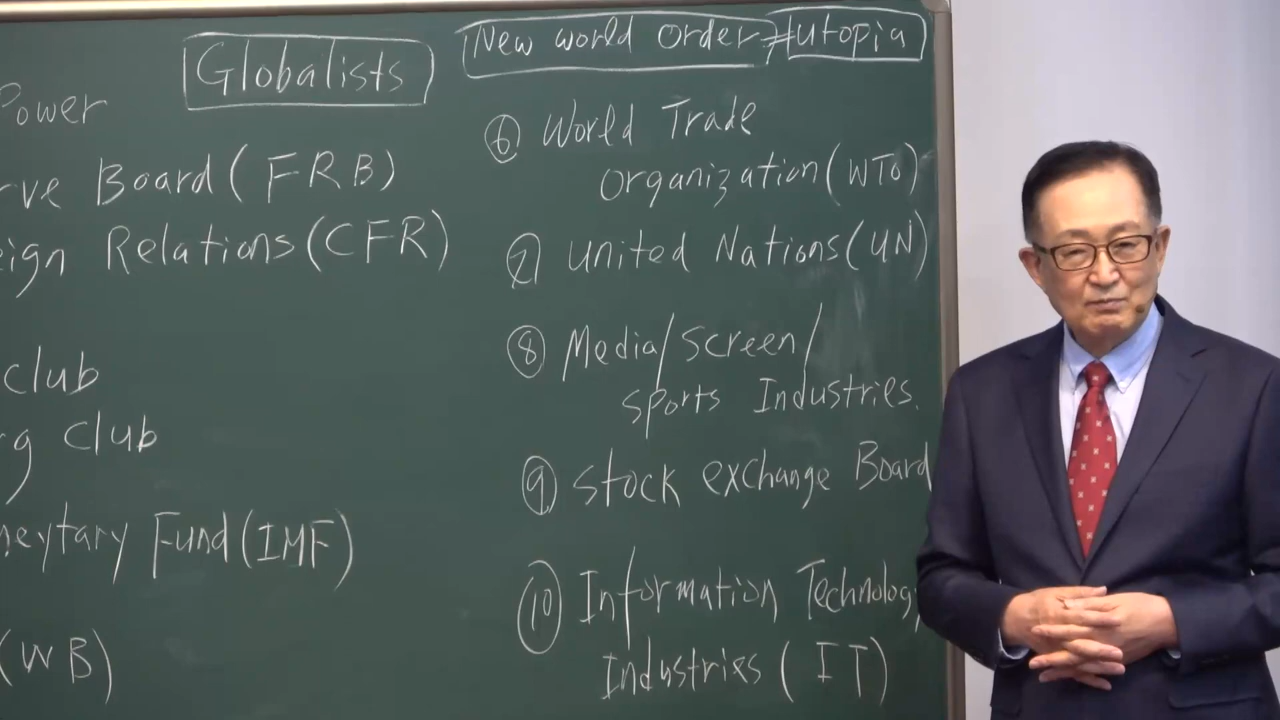 Globalists
Power
rve Board (FRB)
eign Relations (CFR)
club
rg club
neytary Fund (IMF)
(WB)
New world order ≠ utopia
⑥ World Trade
organization (WTO)
⑦ United Nations (UN)
⑧ Media/Screen/
Sports Industries.
⑨ Stock exchange Board
⑩ Information Technolog
Industries (IT)